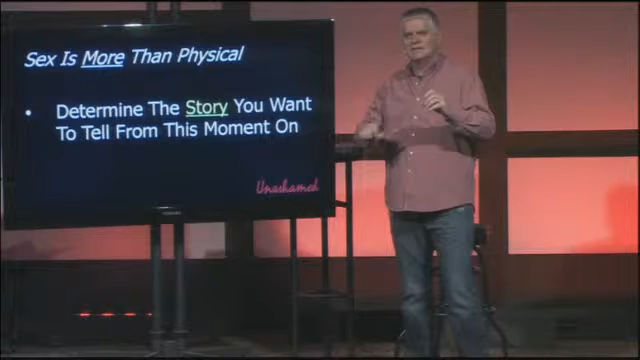 Sex Is More Than Physical
• Determine The Story You Want
To Tell From This Moment On
Unashamed